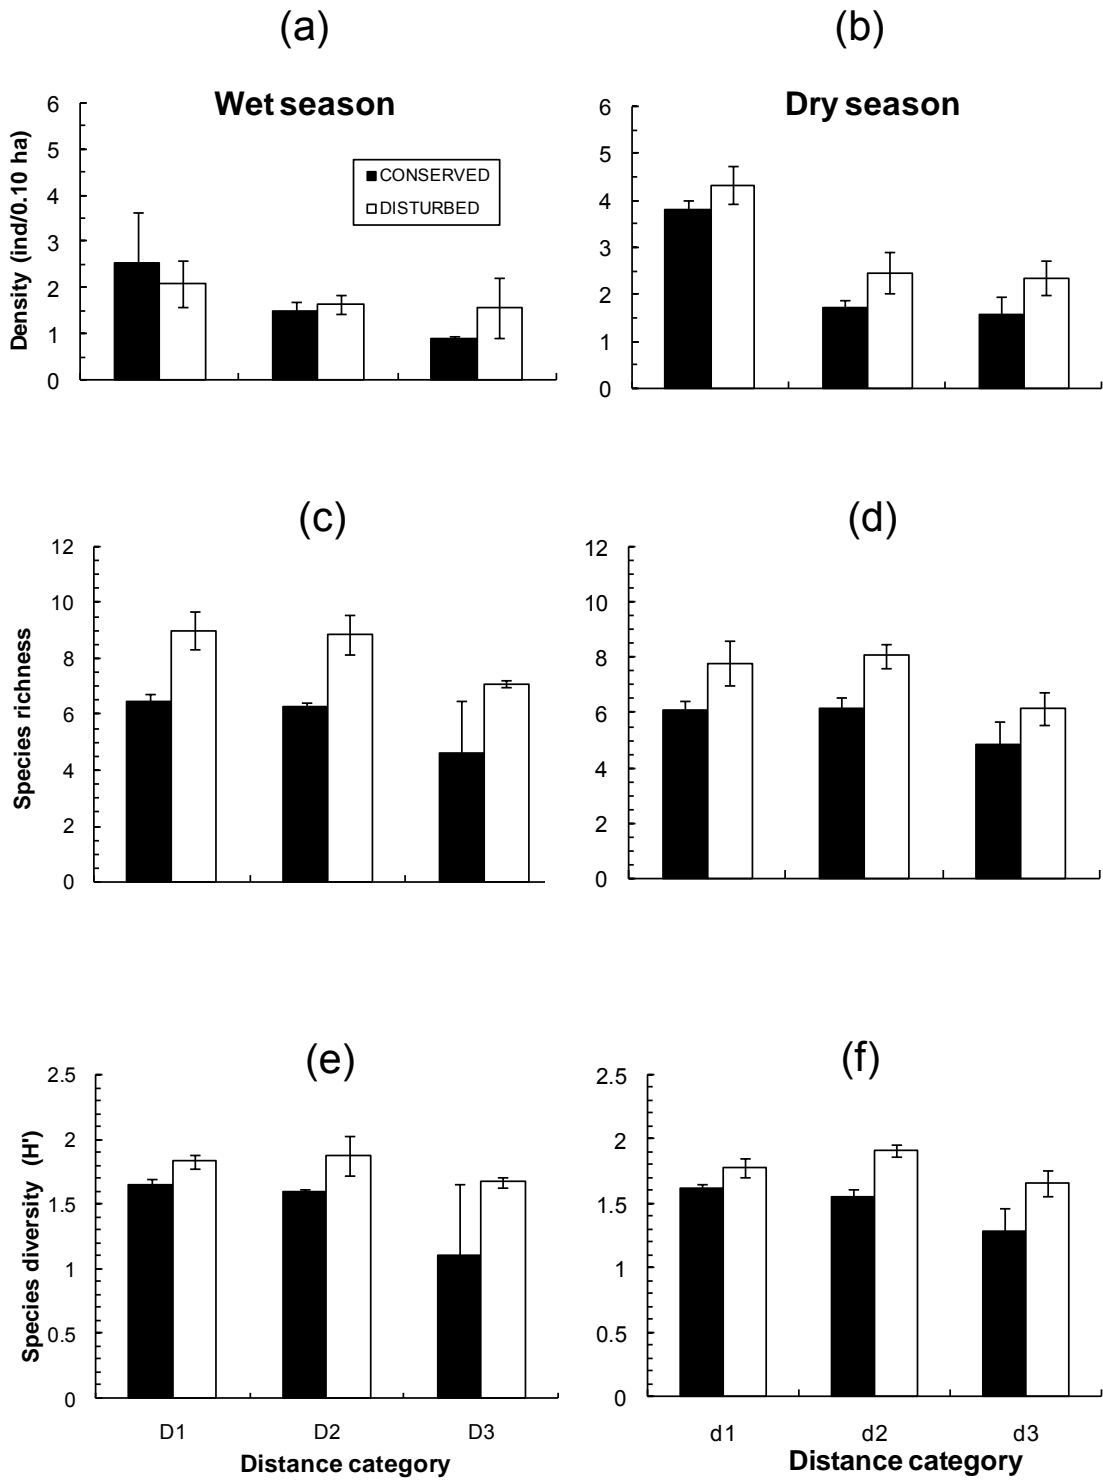 (a)
(b)
Wet season
Dry season
6
5
4
3
2
1
0
Density (ind/0.10 ha)
CONSERVED
DISTURBED
6
5
4
3
2
1
0
(c)
(d)
12
10
8
6
4
2
0
Species richness
12
10
8
6
4
2
0
(e)
(f)
2.5
2
1.5
1
0.5
0
Species diversity (H')
2.5
2
1.5
1
0.5
0
D1 D2 D3
d1 d2 d3
Distance category
Distance category